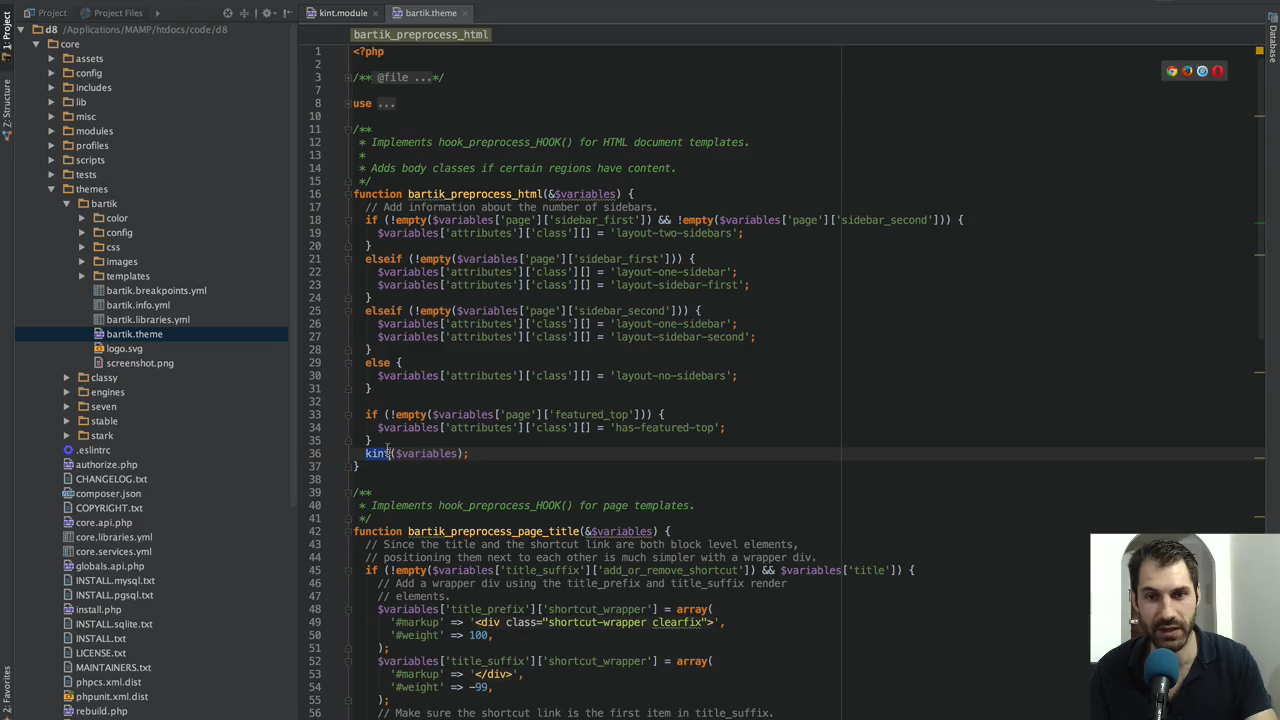 Project
Project Files
kint.module
bartik.theme
1: Project
7: Structure
2: Favorites
Database
d8 /Applications/MAMP/htdocs/code/d8
core
assets
config
includes
lib
misc
modules
profiles
scripts
tests
themes
bartik
color
config
css
images
templates
bartik.breakpoints.yml
bartik.info.yml
bartik.libraries.yml
bartik.theme
logo.svg
screenshot.png
classy
engines
seven
stable
stark
.eslintrc
authorize.php
CHANGELOG.txt
composer.json
COPYRIGHT.txt
core.api.php
core.libraries.yml
core.services.yml
globals.api.php
INSTALL.mysql.txt
INSTALL.pgsql.txt
install.php
INSTALL.sqlite.txt
INSTALL.txt
LICENSE.txt
MAINTAINERS.txt
phpcs.xml.dist
phpunit.xml.dist
rebuild.php
bartik_preprocess_html
1 <?php
2
3 /** @file ...*/
7
8 use ...
10
11 /**
12 * Implements hook_preprocess_HOOK() for HTML document templates.
13 *
14 * Adds body classes if certain regions have content.
15 */
16 function bartik_preprocess_html(&$variables) {
17 // Add information about the number of sidebars.
18 if (!empty($variables['page']['sidebar_first']) && !empty($variables['page']['sidebar_second'])) {
19 $variables['attributes']['class'][] = 'layout-two-sidebars';
20 }
21 elseif (!empty($variables['page']['sidebar_first'])) {
22 $variables['attributes']['class'][] = 'layout-one-sidebar';
23 $variables['attributes']['class'][] = 'layout-sidebar-first';
24 }
25 elseif (!empty($variables['page']['sidebar_second'])) {
26 $variables['attributes']['class'][] = 'layout-one-sidebar';
27 $variables['attributes']['class'][] = 'layout-sidebar-second';
28 }
29 else {
30 $variables['attributes']['class'][] = 'layout-no-sidebars';
31 }
32
33 if (!empty($variables['page']['featured_top'])) {
34 $variables['attributes']['class'][] = 'has-featured-top';
35 }
36 kint($variables);
37 }
38
39 /**
40 * Implements hook_preprocess_HOOK() for page templates.
41 */
42 function bartik_preprocess_page_title(&$variables) {
43 // Since the title and the shortcut link are both block level elements,
44 // positioning them next to each other is much simpler with a wrapper div.
45 if (!empty($variables['title_suffix']['add_or_remove_shortcut']) && $variables['title']) {
46 // Add a wrapper div using the title_prefix and title_suffix render
47 // elements.
48 $variables['title_prefix']['shortcut_wrapper'] = array(
49 '#markup' => '<div class="shortcut-wrapper clearfix">',
50 '#weight' => 100,
51 );
52 $variables['title_suffix']['shortcut_wrapper'] = array(
53 '#markup' => '</div>',
54 '#weight' => -99,
55 );
56 // Make sure the shortcut link is the first item in title_suffix.